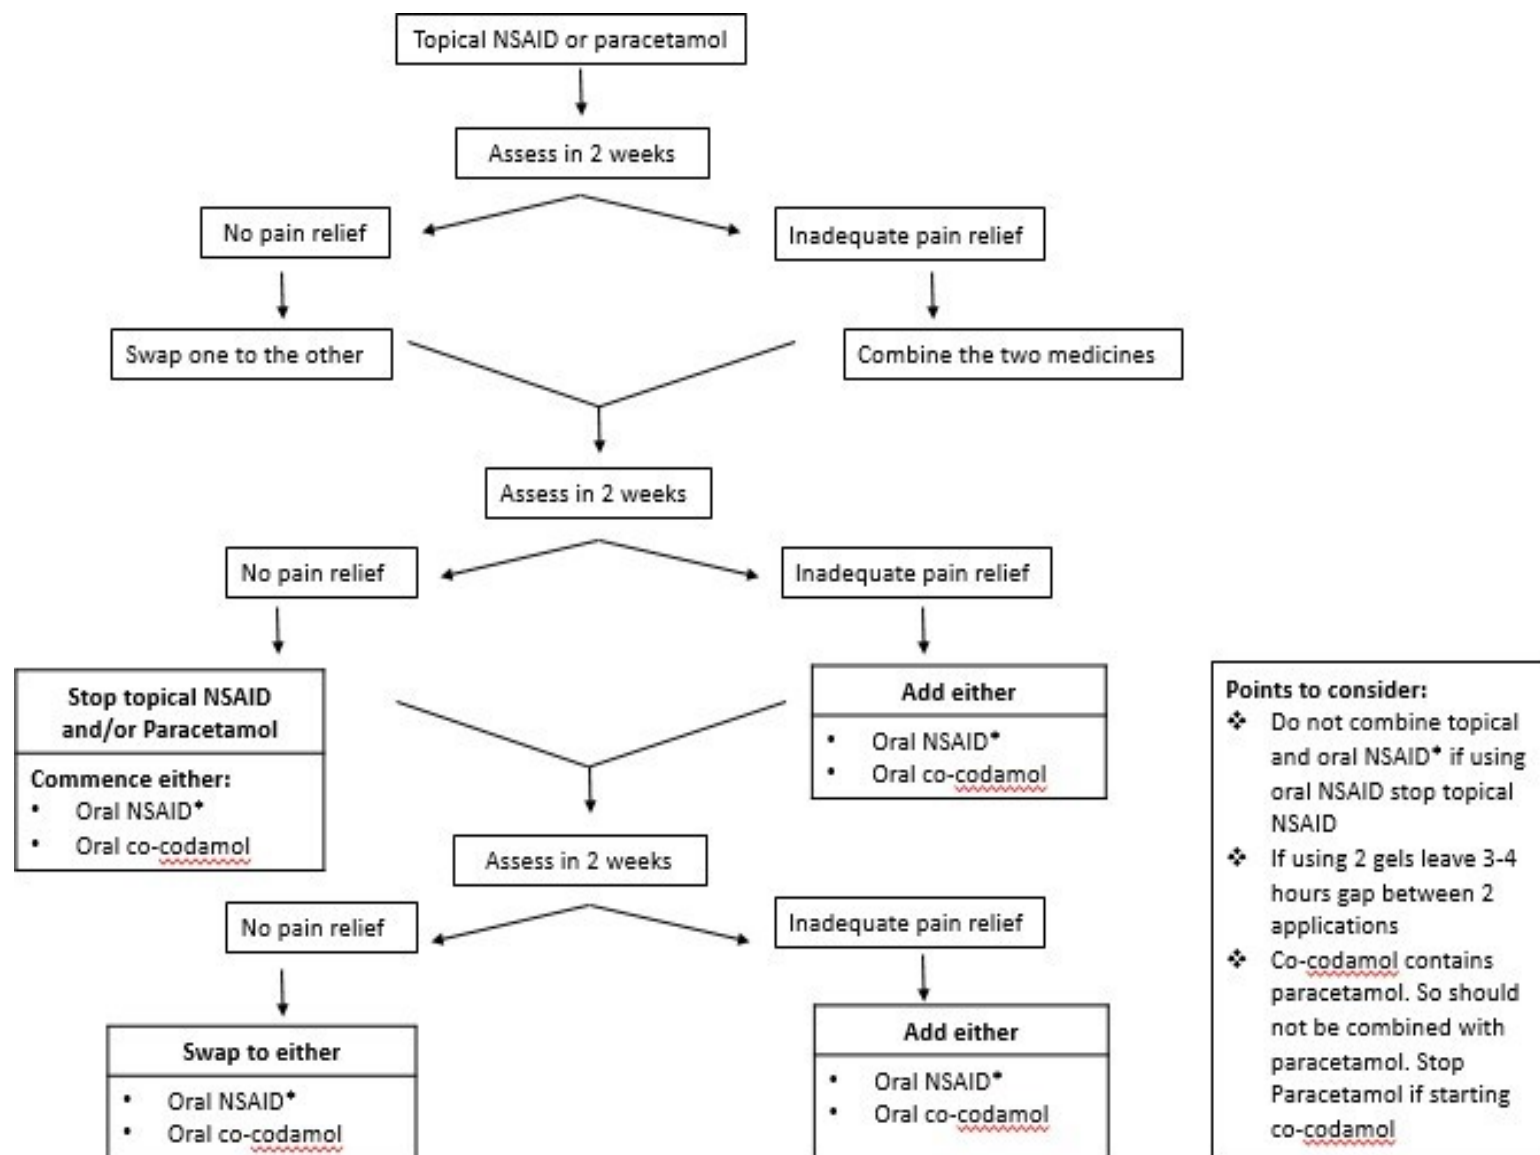 Topical NSAID or paracetamol
Assess in 2 weeks
No pain relief
Inadequate pain relief
Swap one to the other
Combine the two medicines
Assess in 2 weeks
No pain relief
Inadequate pain relief
Stop topical NSAID
and/or Paracetamol
Commence either:
• Oral NSAID*
• Oral co-codamol
Add either
• Oral NSAID*
• Oral co-codamol
Assess in 2 weeks
No pain relief
Inadequate pain relief
Swap to either
• Oral NSAID*
• Oral co-codamol
Add either
• Oral NSAID*
• Oral co-codamol
Points to consider:
❖ Do not combine topical
and oral NSAID* if using
oral NSAID stop topical
NSAID
❖ If using 2 gels leave 3-4
hours gap between 2
applications
❖ Co-codamol contains
paracetamol. So should
not be combined with
paracetamol. Stop
Paracetamol if starting
co-codamol